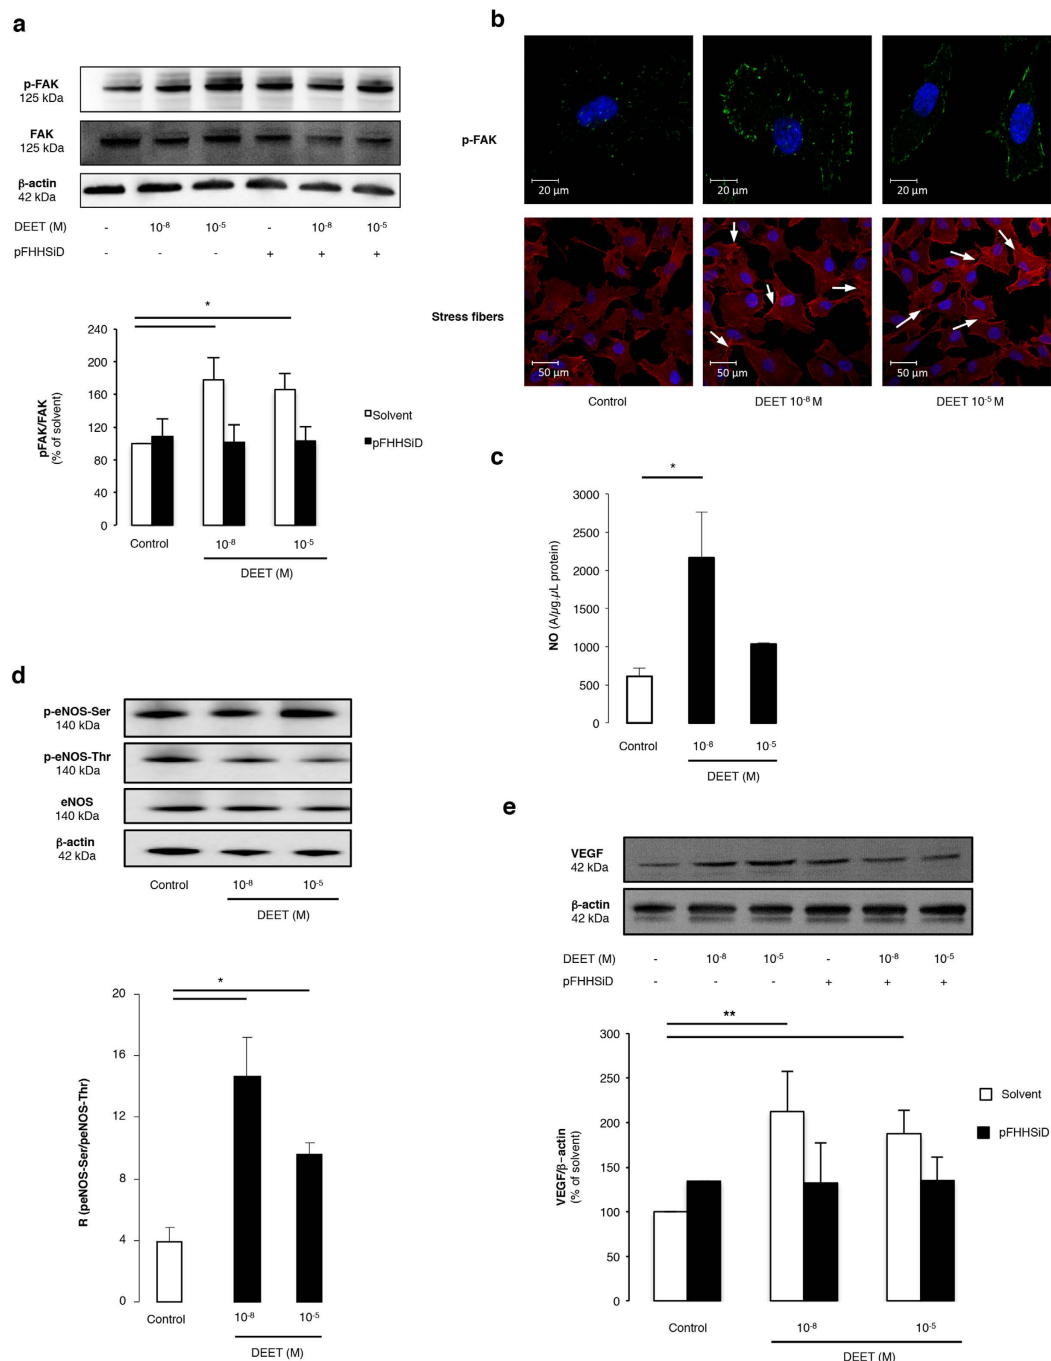 a
p-FAK
125 kDa
FAK
125 kDa
β-actin
42 kDa
DEET (M) - 10-8 10-5 - 10-8 10-5
pFHHSiD - - - + + +
*
240
200
160
120
80
40
0
pFAK/FAK
(% of solvent)
Solvent
pFHHSiD
Control 10-8 10-5
DEET (M)
b
p-FAK
20 µm 20 µm 20 µm
Stress fibers
50 µm 50 µm 50 µm
Control DEET 10-8 M DEET 10-5 M
c
*
3000
2500
2000
1500
1000
500
0
NO (A/µg.µL protein)
Control 10-8 10-5
DEET (M)
d
p-eNOS-Ser
140 kDa
p-eNOS-Thr
140 kDa
eNOS
140 kDa
β-actin
42 kDa
Control 10-8 10-5
DEET (M)
*
20
16
12
8
4
0
R (peNOS-Ser/peNOS-Thr)
Control 10-8 10-5
DEET (M)
e
VEGF
42 kDa
β-actin
42 kDa
DEET (M) - 10-8 10-5 - 10-8 10-5
pFHHSiD - - - + + +
**
300
250
200
150
100
50
0
VEGF/β-actin
(% of solvent)
Solvent
pFHHSiD
Control 10-8 10-5
DEET (M)